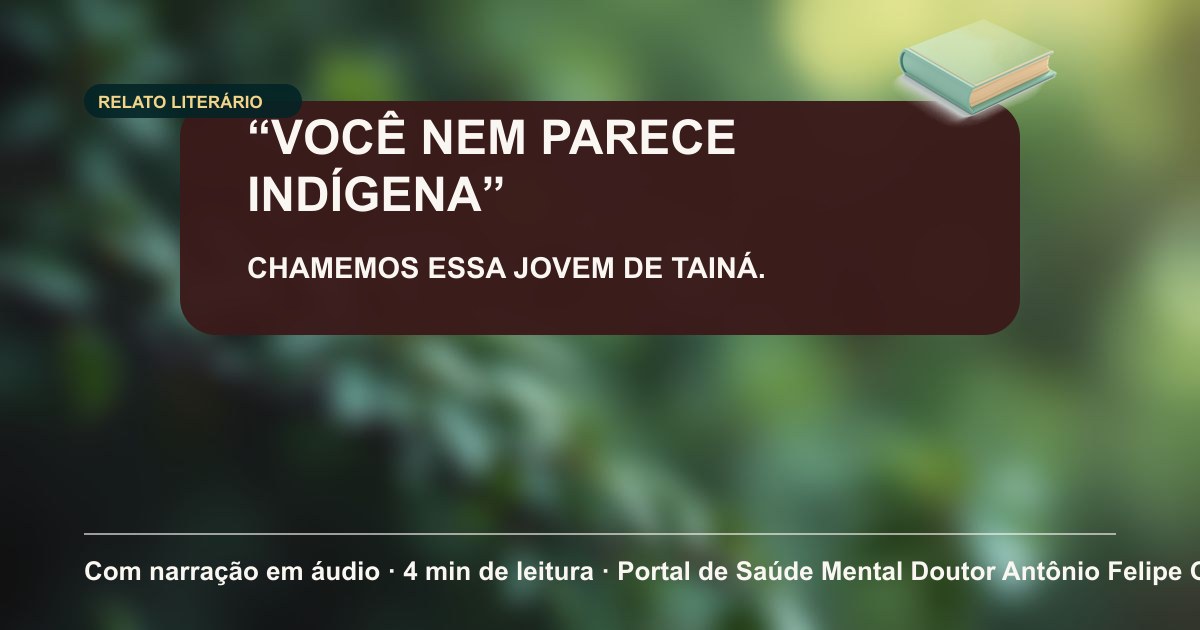 RELATO LITERÁRIO
“VOCÊ NEM PARECE
INDÍGENA”
CHAMEMOS ESSA JOVEM DE TAINÁ.
Com narração em áudio · 4 min de leitura · Portal de Saúde Mental Doutor Antônio Felipe